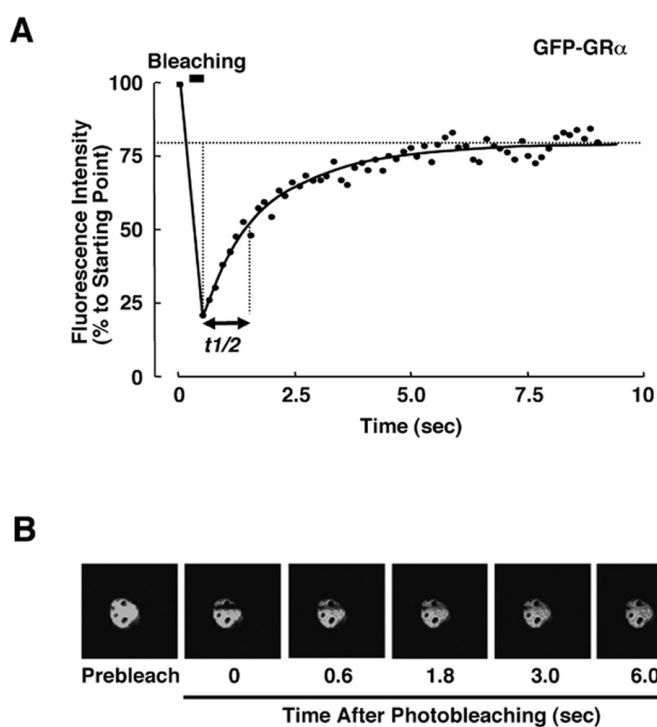 A
GFP-GRα
Bleaching
100
75
50
25
0
Fluorescence Intensity
(% to Starting Point)
t1/2
0 2.5 5.0 7.5 10
Time (sec)
B
Prebleach 0 0.6 1.8 3.0 6.0
Time After Photobleaching (sec)